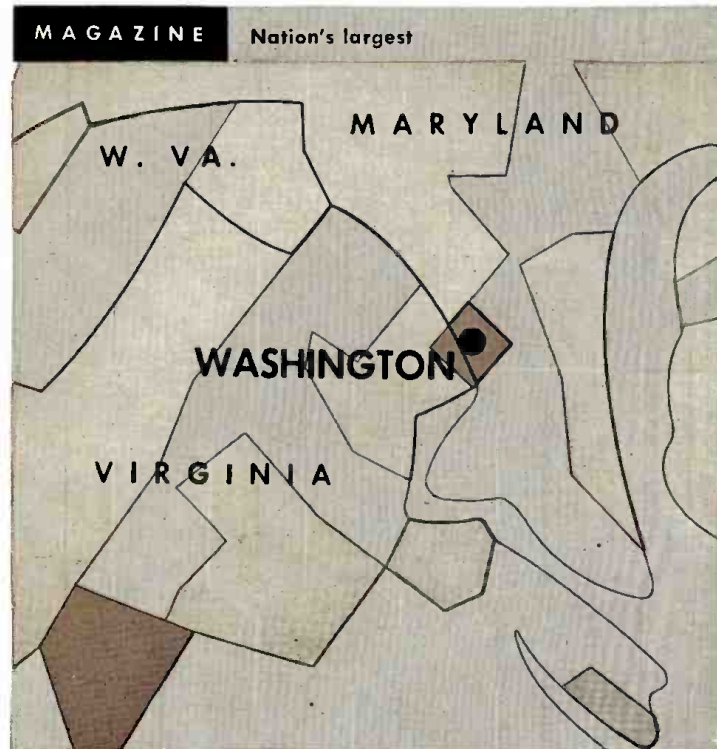 MAGAZINE Nation's largest
MARYLAND
W. VA.
WASHINGTON
VIRGINIA